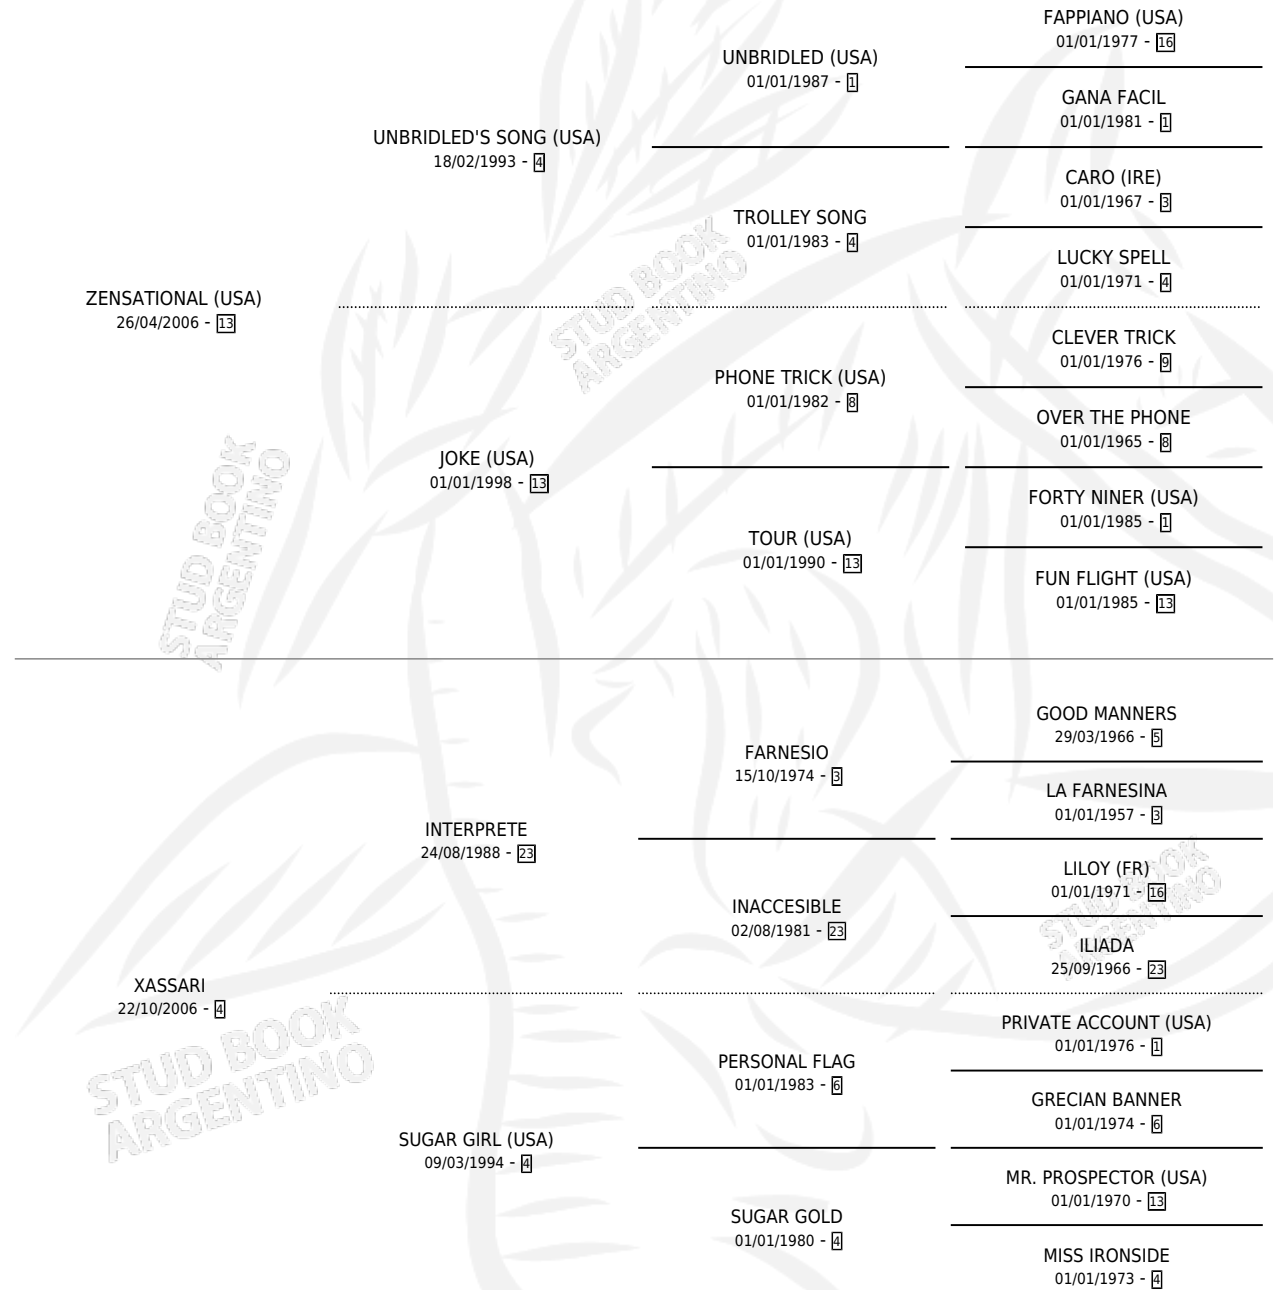 FAPPIANO (USA)
01/01/1977 - 16
UNBRIDLED (USA)
01/01/1987 - 1
GANA FACIL
01/01/1981 - 1
UNBRIDLED'S SONG (USA)
18/02/1993 - 4
CARO (IRE)
01/01/1967 - 3
TROLLEY SONG
01/01/1983 - 4
LUCKY SPELL
01/01/1971 - 4
ZENSATIONAL (USA)
26/04/2006 - 13
CLEVER TRICK
01/01/1976 - 9
PHONE TRICK (USA)
01/01/1982 - 8
OVER THE PHONE
01/01/1965 - 8
JOKE (USA)
01/01/1998 - 13
FORTY NINER (USA)
01/01/1985 - 1
TOUR (USA)
01/01/1990 - 13
FUN FLIGHT (USA)
01/01/1985 - 13
GOOD MANNERS
29/03/1966 - 5
FARNESIO
15/10/1974 - 3
LA FARNESINA
01/01/1957 - 3
INTERPRETE
24/08/1988 - 23
LILOY (FR)
01/01/1971 - 16
INACCESIBLE
02/08/1981 - 23
ILIADA
25/09/1966 - 23
XASSARI
22/10/2006 - 4
PRIVATE ACCOUNT (USA)
01/01/1976 - 1
PERSONAL FLAG
01/01/1983 - 6
GRECIAN BANNER
01/01/1974 - 6
SUGAR GIRL (USA)
09/03/1994 - 4
MR. PROSPECTOR (USA)
01/01/1970 - 13
SUGAR GOLD
01/01/1980 - 4
MISS IRONSIDE
01/01/1973 - 4
STUD BOOK
ARGENTINO
STUD BOOK
ARGENTINO
STUD BOOK
ARGENTINO
STUD BOOK
ARGENTINO